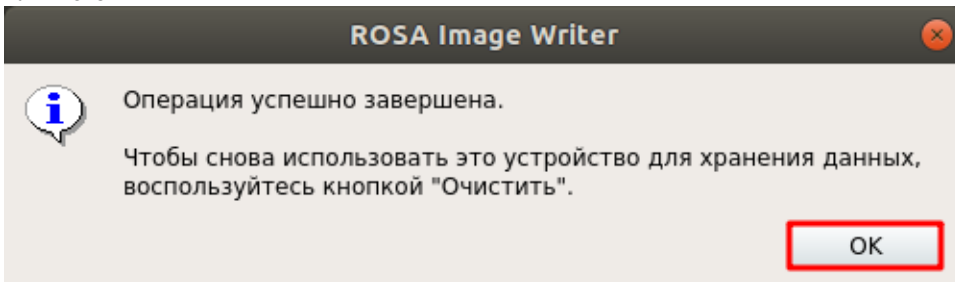 ROSA Image Writer
Операция успешно завершена.
Чтобы снова использовать это устройство для хранения данных,
воспользуйтесь кнопкой "Очистить".
OK